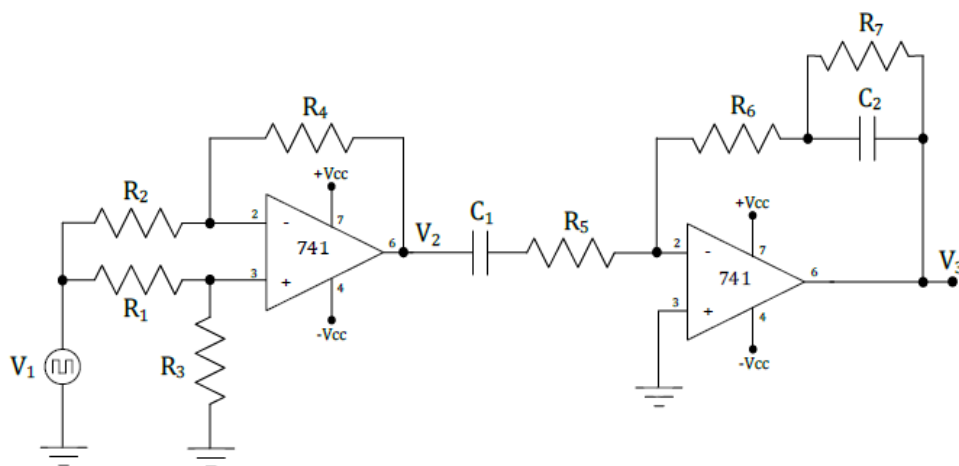 R₇
R₄
R₆
C₂
+Vcc
+Vcc
R₂
2
-
7
C₁
R₅
741
6
V₂
2
-
7
3
+
4
741
6
V₃
R₁
-Vcc
3
+
4
V₁
R₃
-Vcc